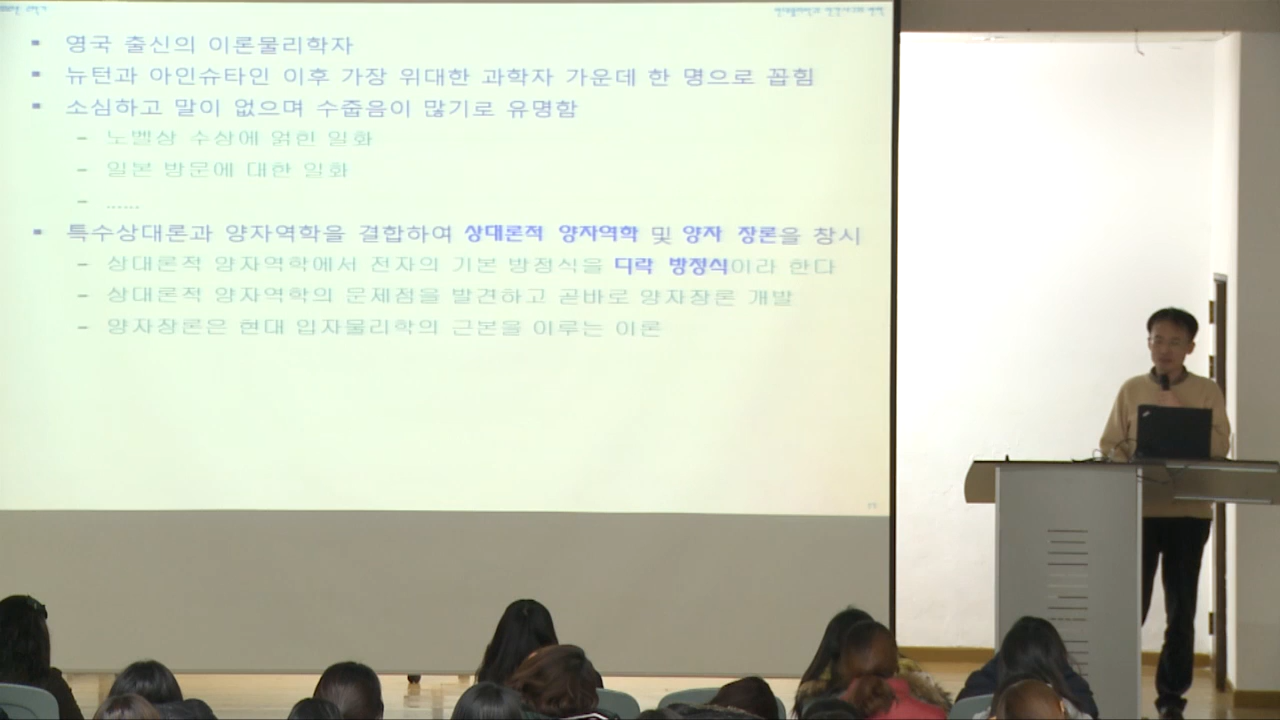 영국 출신의 이론물리학자
뉴턴과 아인슈타인 이후 가장 위대한 과학자 가운데 한 명으로 꼽힘
소심하고 말이 없으며 수줍음이 많기로 유명함
– 노벨상 수상에 얽힌 일화
– 일본 방문에 대한 일화
– ......
특수상대론과 양자역학을 결합하여 상대론적 양자역학 및 양자 장론을 창시
– 상대론적 양자역학에서 전자의 기본 방정식을 디락 방정식이라 한다
– 상대론적 양자역학의 문제점을 발견하고 곧바로 양자장론 개발
– 양자장론은 현대 입자물리학의 근본을 이루는 이론